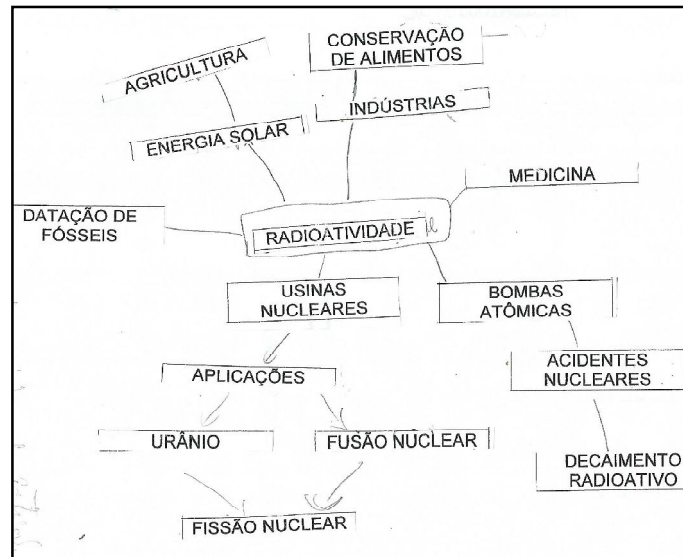 CONSERVAÇÃO
DE ALIMENTOS
AGRICULTURA
INDÚSTRIAS
ENERGIA SOLAR
MEDICINA
DATAÇÃO DE
FÓSSEIS
RADIOATIVIDADE
USINAS
NUCLEARES
BOMBAS
ATÔMICAS
APLICAÇÕES
ACIDENTES
NUCLEARES
URÂNIO
FUSÃO NUCLEAR
DECAIMENTO
RADIOATIVO
FISSÃO NUCLEAR